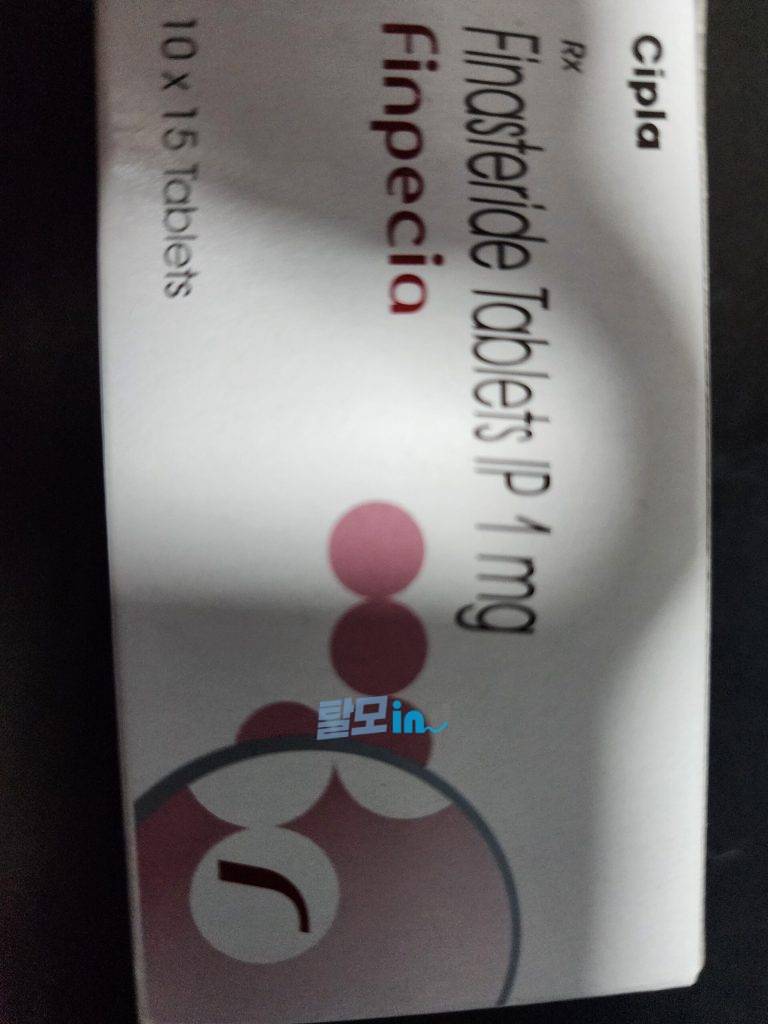 Cipla
Rx
Finasteride Tablets IP 1 mg
Finpecia
10 x 15 Tablets
탈모in